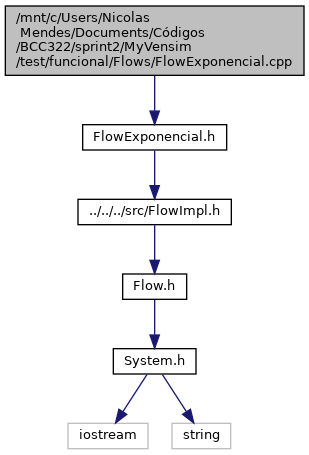 /mnt/c/Users/Nicolas
Mendes/Documents/Códigos
/BCC322/sprint2/MyVensim
/test/funcional/Flows/FlowExponencial.cpp
FlowExponencial.h
../../../src/FlowImpl.h
Flow.h
System.h
iostream
string